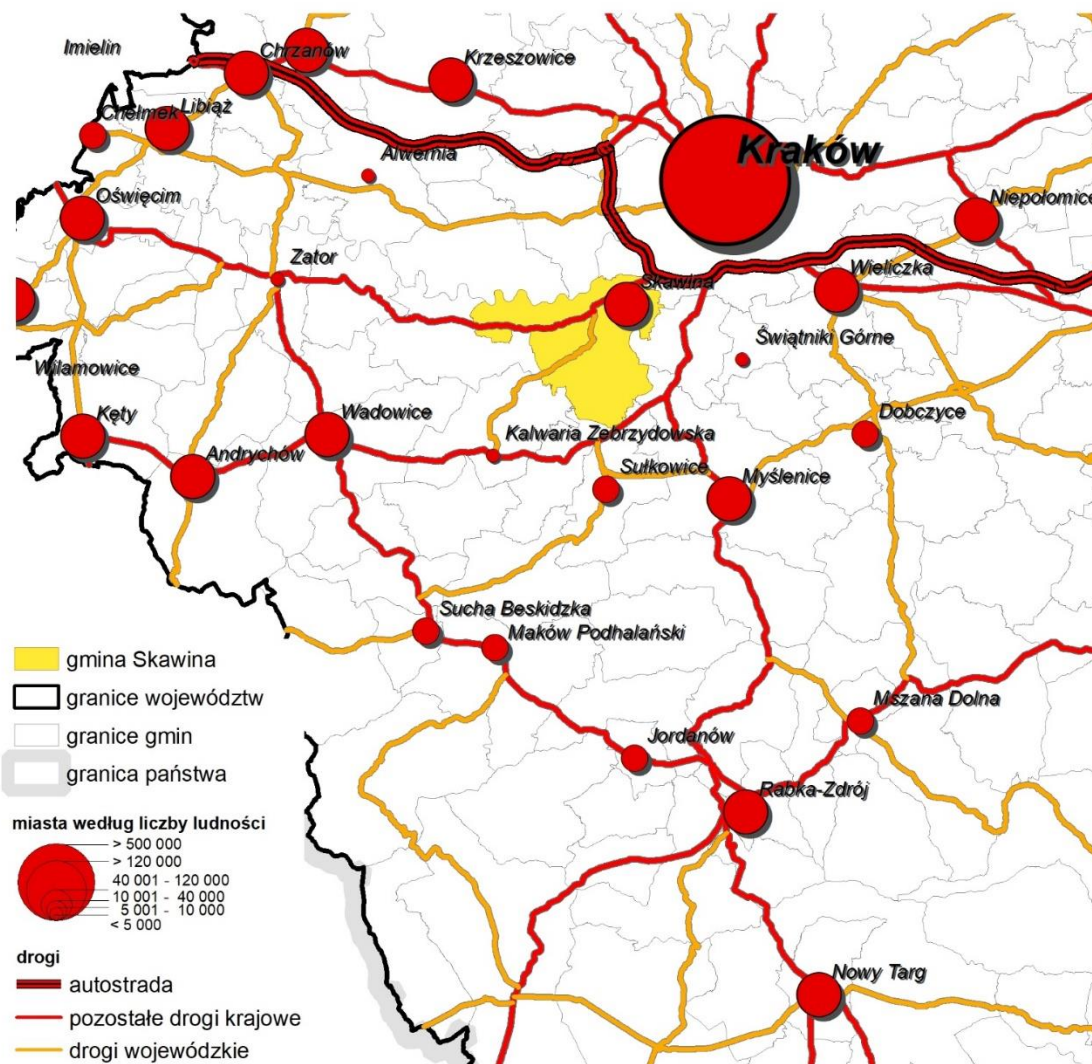 Imielin
Chrzanów
Krzeszowice
Chełmek
Libiąż
Alwernia
Kraków
Oświęcim
Niepołomice
Zator
Skawina
Wieliczka
Świątniki Górne
Wilamowice
Kęty
Wadowice
Dobczyce
Kalwaria Zebrzydowska
Andrychów
Sułkowice
Myślenice
Sucha Beskidzka
Maków Podhalański
Mszana Dolna
Jordanów
Rabka-Zdrój
Nowy Targ
gmina Skawina
granice województw
granice gmin
granica państwa
miasta według liczby ludności
> 500 000
> 120 000
40 001 - 120 000
10 001 - 40 000
5 001 - 10 000
< 5 000
drogi
autostrada
pozostałe drogi krajowe
drogi wojewódzkie